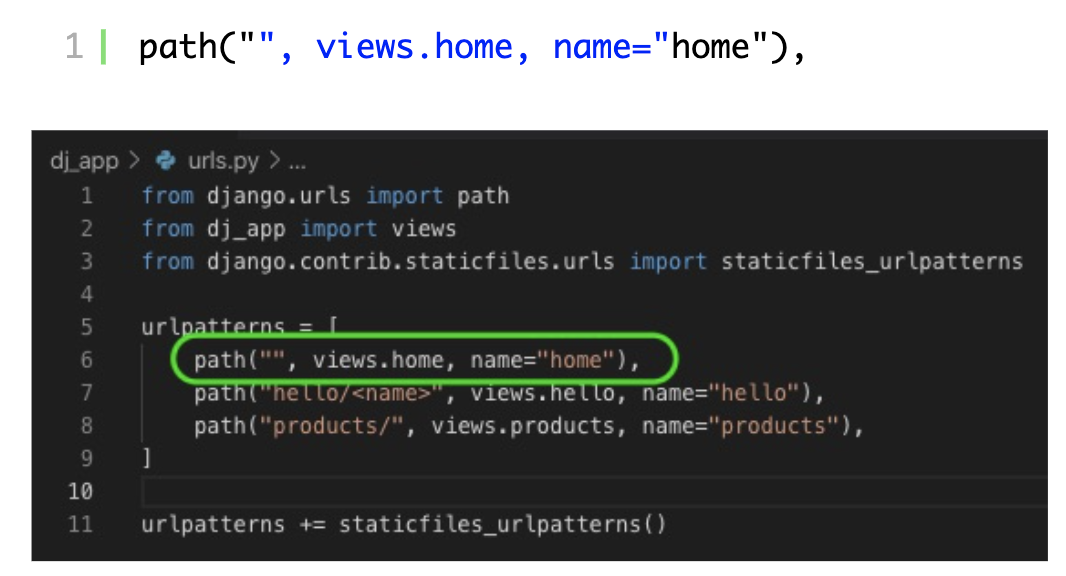 1 path("", views.home, name="home"),
dj_app > urls.py > ...
1 from django.urls import path
2 from dj_app import views
3 from django.contrib.staticfiles.urls import staticfiles_urlpatterns
4
5 urlpatterns = [
6 path("", views.home, name="home"),
7 path("hello/<name>", views.hello, name="hello"),
8 path("products/", views.products, name="products"),
9 ]
10
11 urlpatterns += staticfiles_urlpatterns()